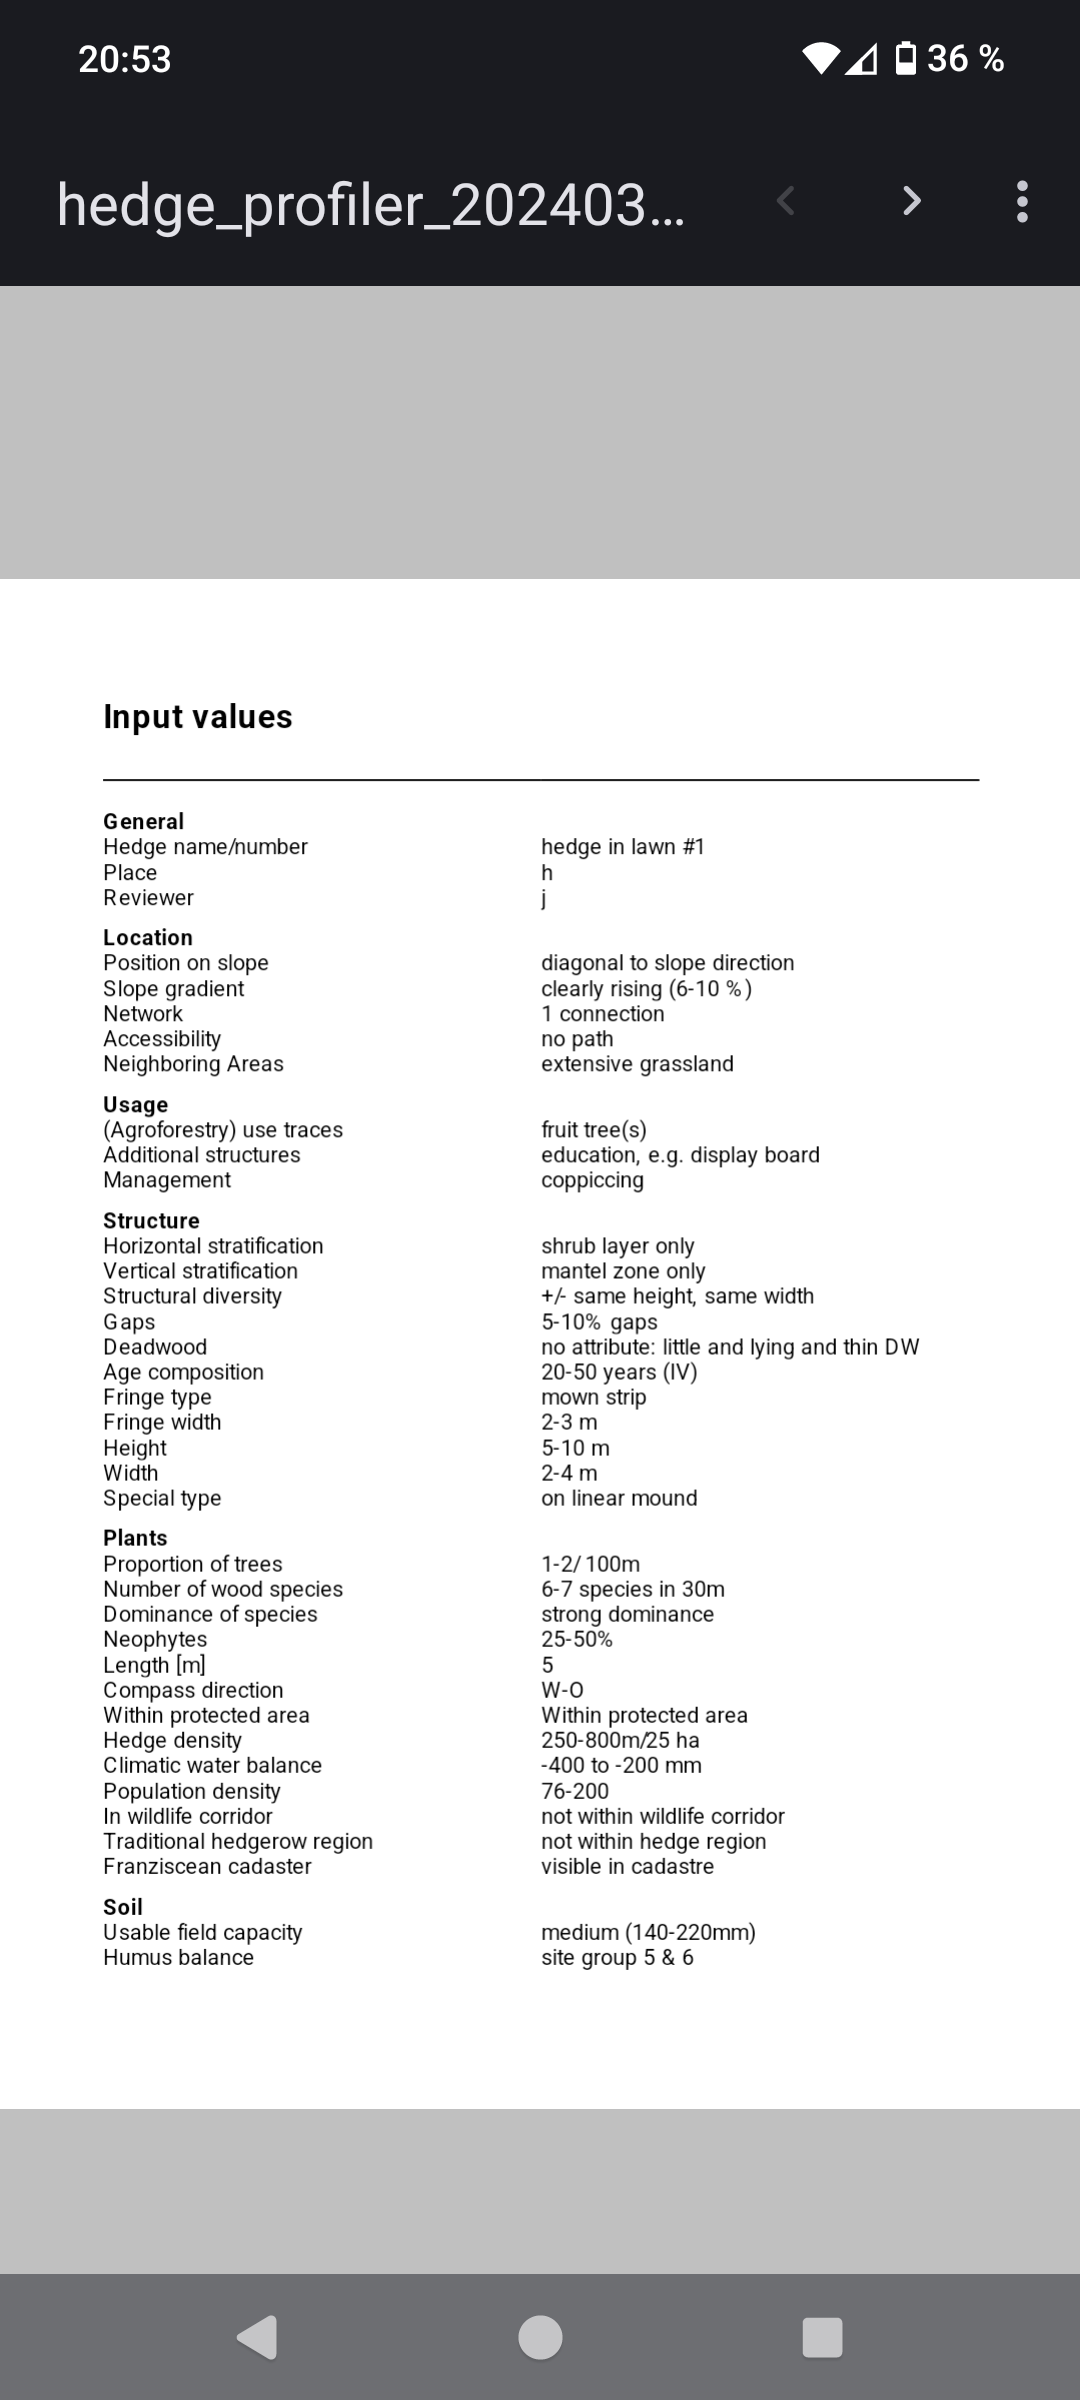 20:53
36 %
hedge_profiler_202403...
Input values
General
Hedge name/number hedge in lawn #1
Place h
Reviewer j
Location
Position on slope diagonal to slope direction
Slope gradient clearly rising (6-10 %)
Network 1 connection
Accessibility no path
Neighboring Areas extensive grassland
Usage
(Agroforestry) use traces fruit tree(s)
Additional structures education, e.g. display board
Management coppiccing
Structure
Horizontal stratification shrub layer only
Vertical stratification mantel zone only
Structural diversity +/- same height, same width
Gaps 5-10% gaps
Deadwood no attribute: little and lying and thin DW
Age composition 20-50 years (IV)
Fringe type mown strip
Fringe width 2-3 m
Height 5-10 m
Width 2-4 m
Special type on linear mound
Plants
Proportion of trees 1-2/100m
Number of wood species 6-7 species in 30m
Dominance of species strong dominance
Neophytes 25-50%
Length [m] 5
Compass direction W-O
Within protected area Within protected area
Hedge density 250-800m/25 ha
Climatic water balance -400 to -200 mm
Population density 76-200
In wildlife corridor not within wildlife corridor
Traditional hedgerow region not within hedge region
Franziscean cadaster visible in cadastre
Soil
Usable field capacity medium (140-220mm)
Humus balance site group 5 & 6